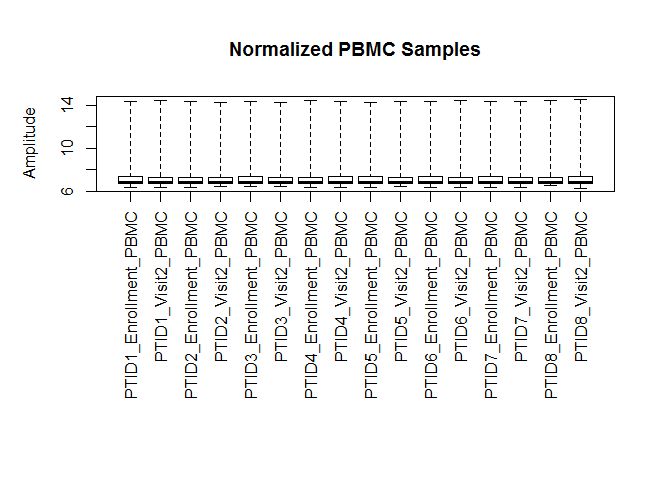 Normalized PBMC Samples
Amplitude
14
10
6
PTID1_Enrollment_PBMC
PTID1_Visit2_PBMC
PTID2_Enrollment_PBMC
PTID2_Visit2_PBMC
PTID3_Enrollment_PBMC
PTID3_Visit2_PBMC
PTID4_Enrollment_PBMC
PTID4_Visit2_PBMC
PTID5_Enrollment_PBMC
PTID5_Visit2_PBMC
PTID6_Enrollment_PBMC
PTID6_Visit2_PBMC
PTID7_Enrollment_PBMC
PTID7_Visit2_PBMC
PTID8_Enrollment_PBMC
PTID8_Visit2_PBMC